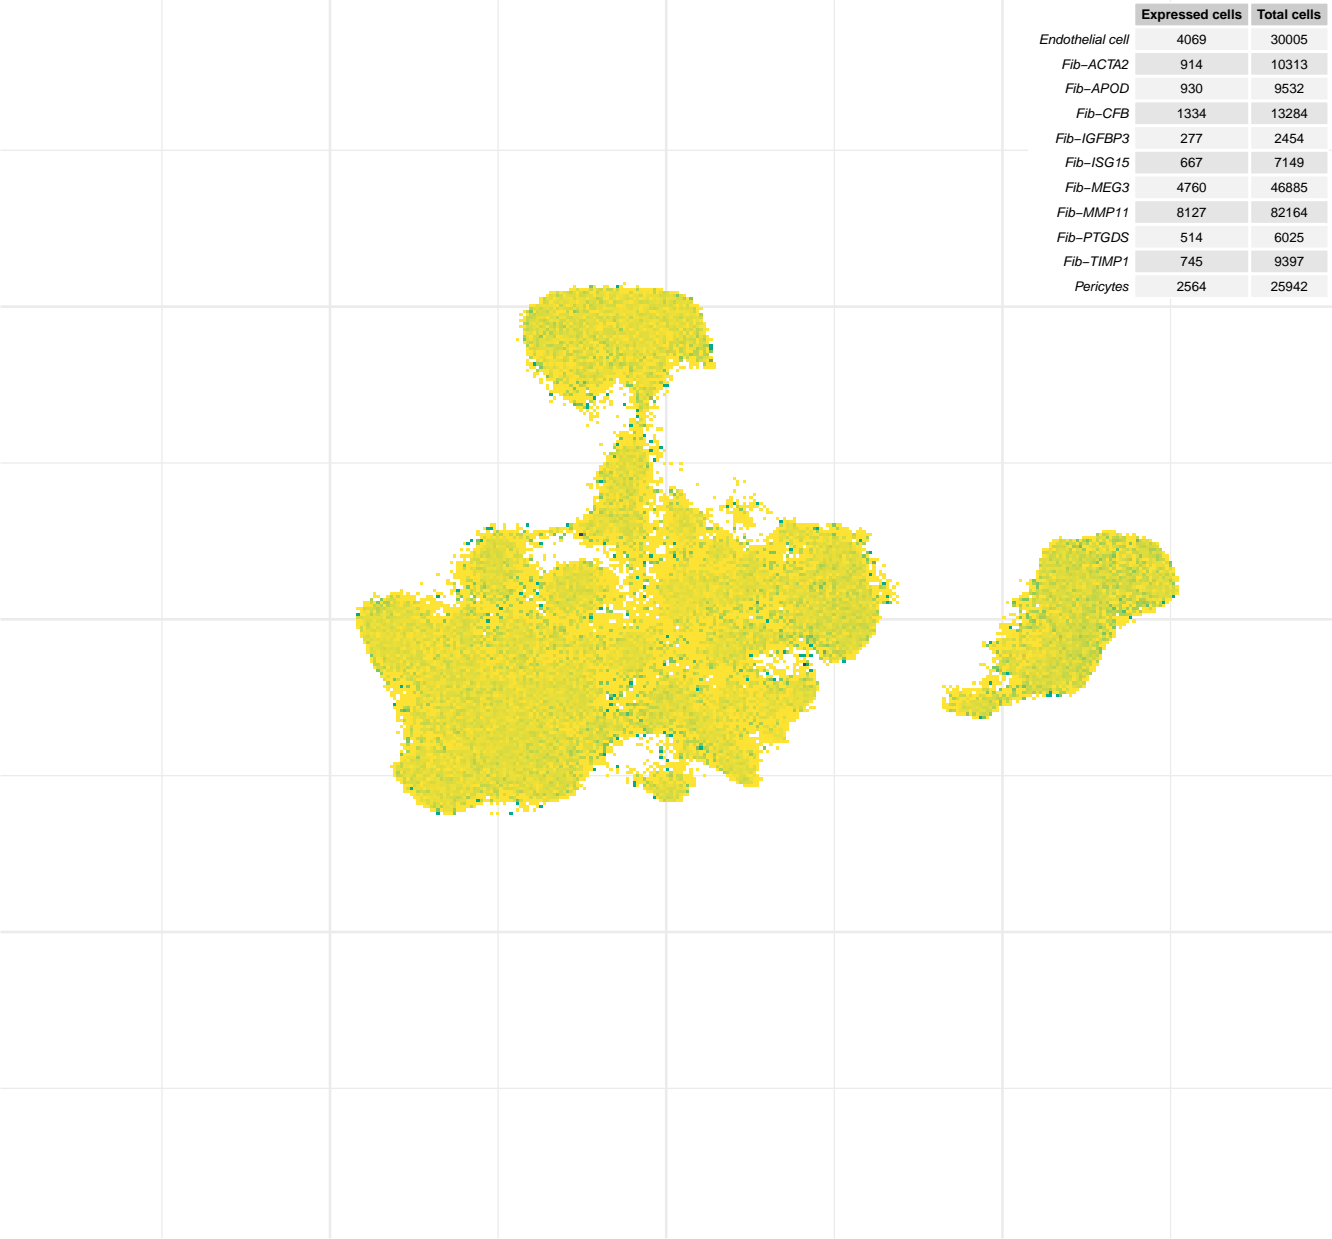 Expressed cells Total cells
Endothelial cell 4069 30005
Fib−ACTA2 914 10313
Fib−APOD 930 9532
Fib−CFB 1334 13284
Fib−IGFBP3 277 2454
Fib−ISG15 667 7149
Fib−MEG3 4760 46885
Fib−MMP11 8127 82164
Fib−PTGDS 514 6025
Fib−TIMP1 745 9397
Pericytes 2564 25942